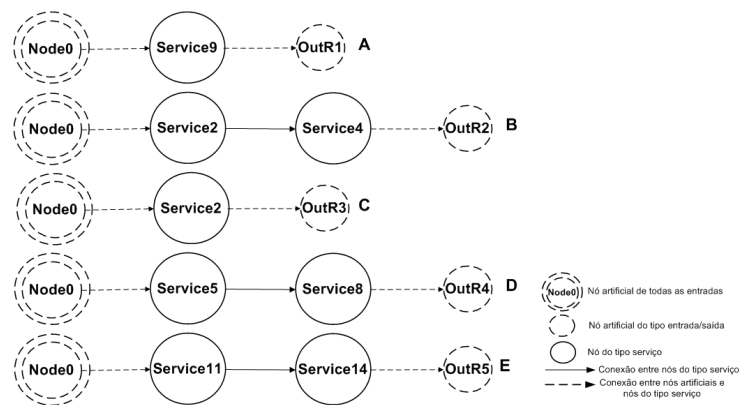 Node0 Service9 OutR1 A
Node0 Service2 Service4 OutR2 B
Node0 Service2 OutR3 C
Node0 Service5 Service8 OutR4 D
Node0 Service11 Service14 OutR5 E
Node0 Nó artificial de todas as entradas
Nó artificial do tipo entrada/saída
Nó do tipo serviço
Conexão entre nós do tipo serviço
Conexão entre nós artificiais e
nós do tipo serviço